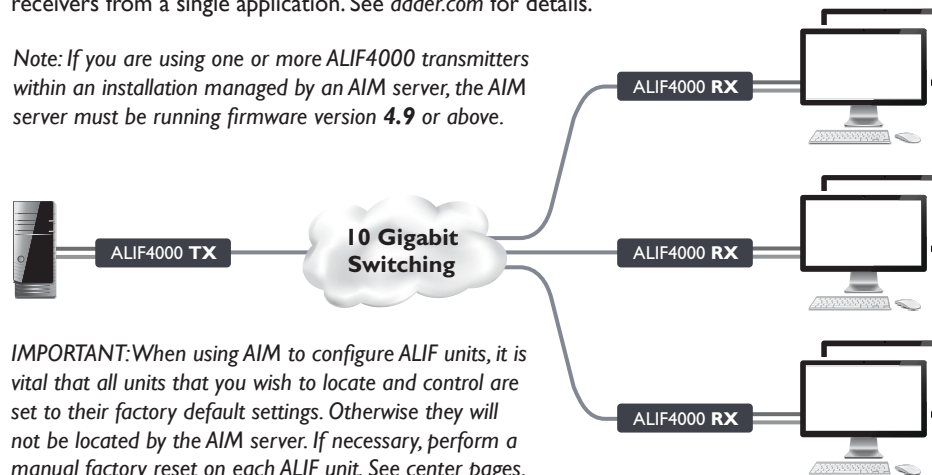 receivers from a single application. See adder.com for details.
Note: If you are using one or more ALIF4000 transmitters
within an installation managed by an AIM server, the AIM
server must be running firmware version 4.9 or above.
ALIF4000 RX
ALIF4000 TX
10 Gigabit
Switching
ALIF4000 RX
IMPORTANT: When using AIM to configure ALIF units, it is
vital that all units that you wish to locate and control are
set to their factory default settings. Otherwise they will
not be located by the AIM server. If necessary, perform a
manual factory reset on each ALIF unit. See center pages.
ALIF4000 RX